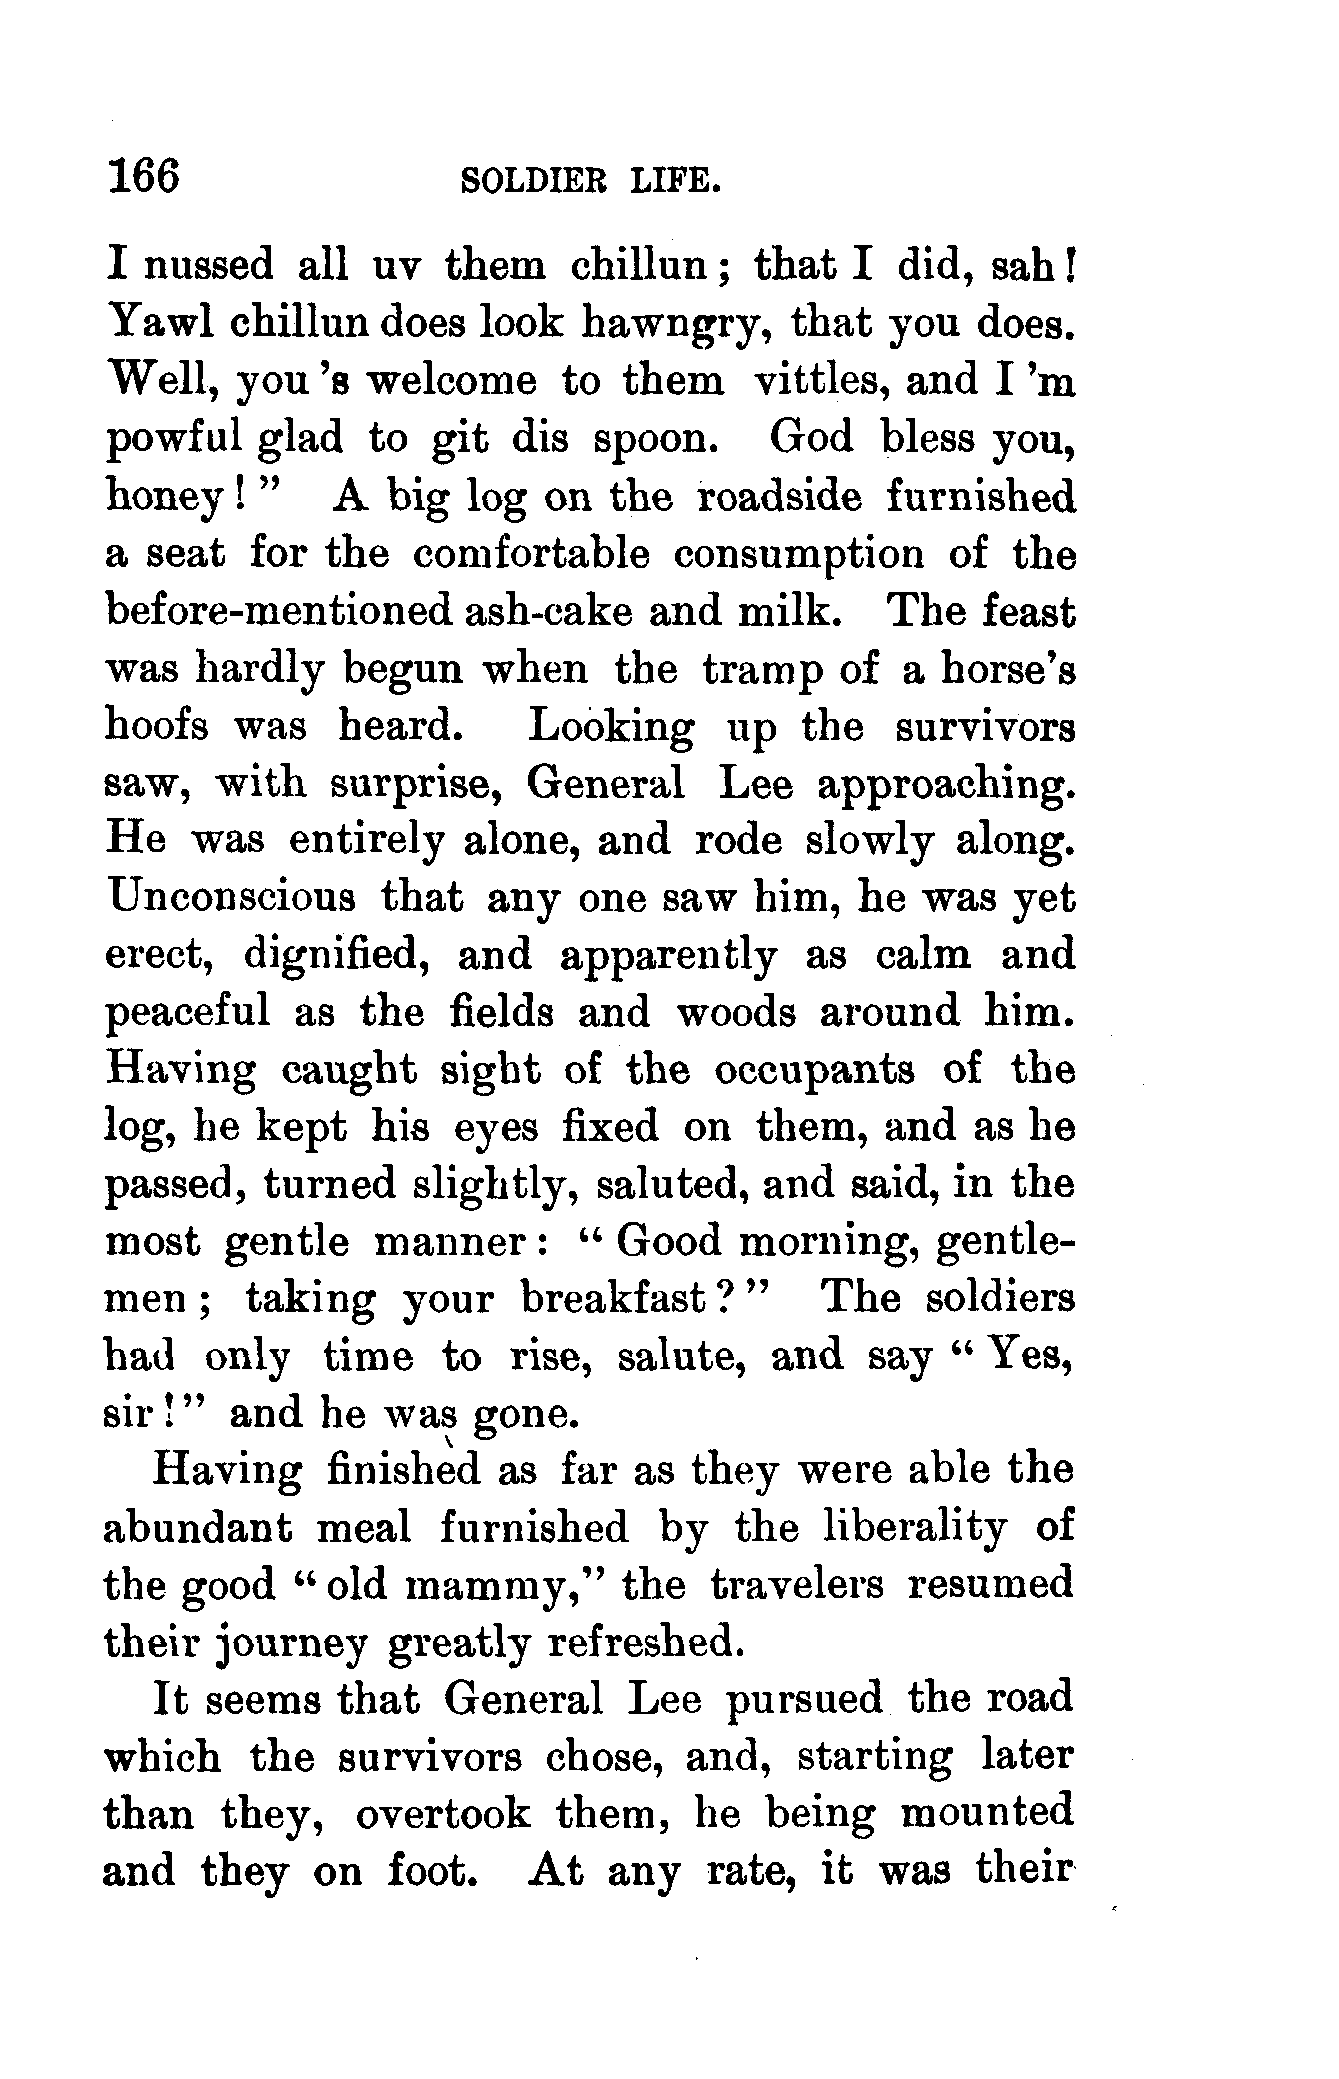 166 SOLDIER LIFE.
I nussed all uv them chillun; that I did, sah!
Yawl chillun does look hawngry, that you does.
Well, you 's welcome to them vittles, and I 'm
powful glad to git dis spoon. God bless you,
honey!" A big log on the roadside furnished
a seat for the comfortable consumption of the
before-mentioned ash-cake and milk. The feast
was hardly begun when the tramp of a horse's
hoofs was heard. Looking up the survivors
saw, with surprise, General Lee approaching.
He was entirely alone, and rode slowly along.
Unconscious that any one saw him, he was yet
erect, dignified, and apparently as calm and
peaceful as the fields and woods around him.
Having caught sight of the occupants of the
log, he kept his eyes fixed on them, and as he
passed, turned slightly, saluted, and said, in the
most gentle manner: "Good morning, gentle-
men; taking your breakfast?" The soldiers
had only time to rise, salute, and say "Yes,
sir!" and he was gone.
Having finished as far as they were able the
abundant meal furnished by the liberality of
the good "old mammy," the travelers resumed
their journey greatly refreshed.
It seems that General Lee pursued the road
which the survivors chose, and, starting later
than they, overtook them, he being mounted
and they on foot. At any rate, it was their